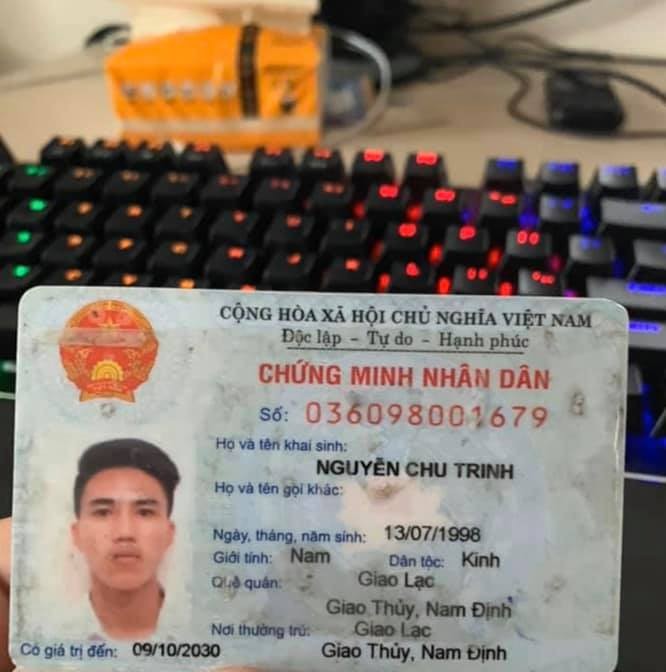 CỘNG HÒA XÃ HỘI CHỦ NGHĨA VIỆT NAM
Độc lập - Tự do - Hạnh phúc
CHỨNG MINH NHÂN DÂN
Số: 036098001679
Họ và tên khai sinh:
NGUYỄN CHU TRINH
Họ và tên gọi khác:
Ngày, tháng, năm sinh: 13/07/1998
Giới tính: Nam Dân tộc: Kinh
Quê quán: Giao Lạc
Giao Thủy, Nam Định
Nơi thường trú: Giao Lạc
Có giá trị đến: 09/10/2030 Giao Thủy, Nam Định